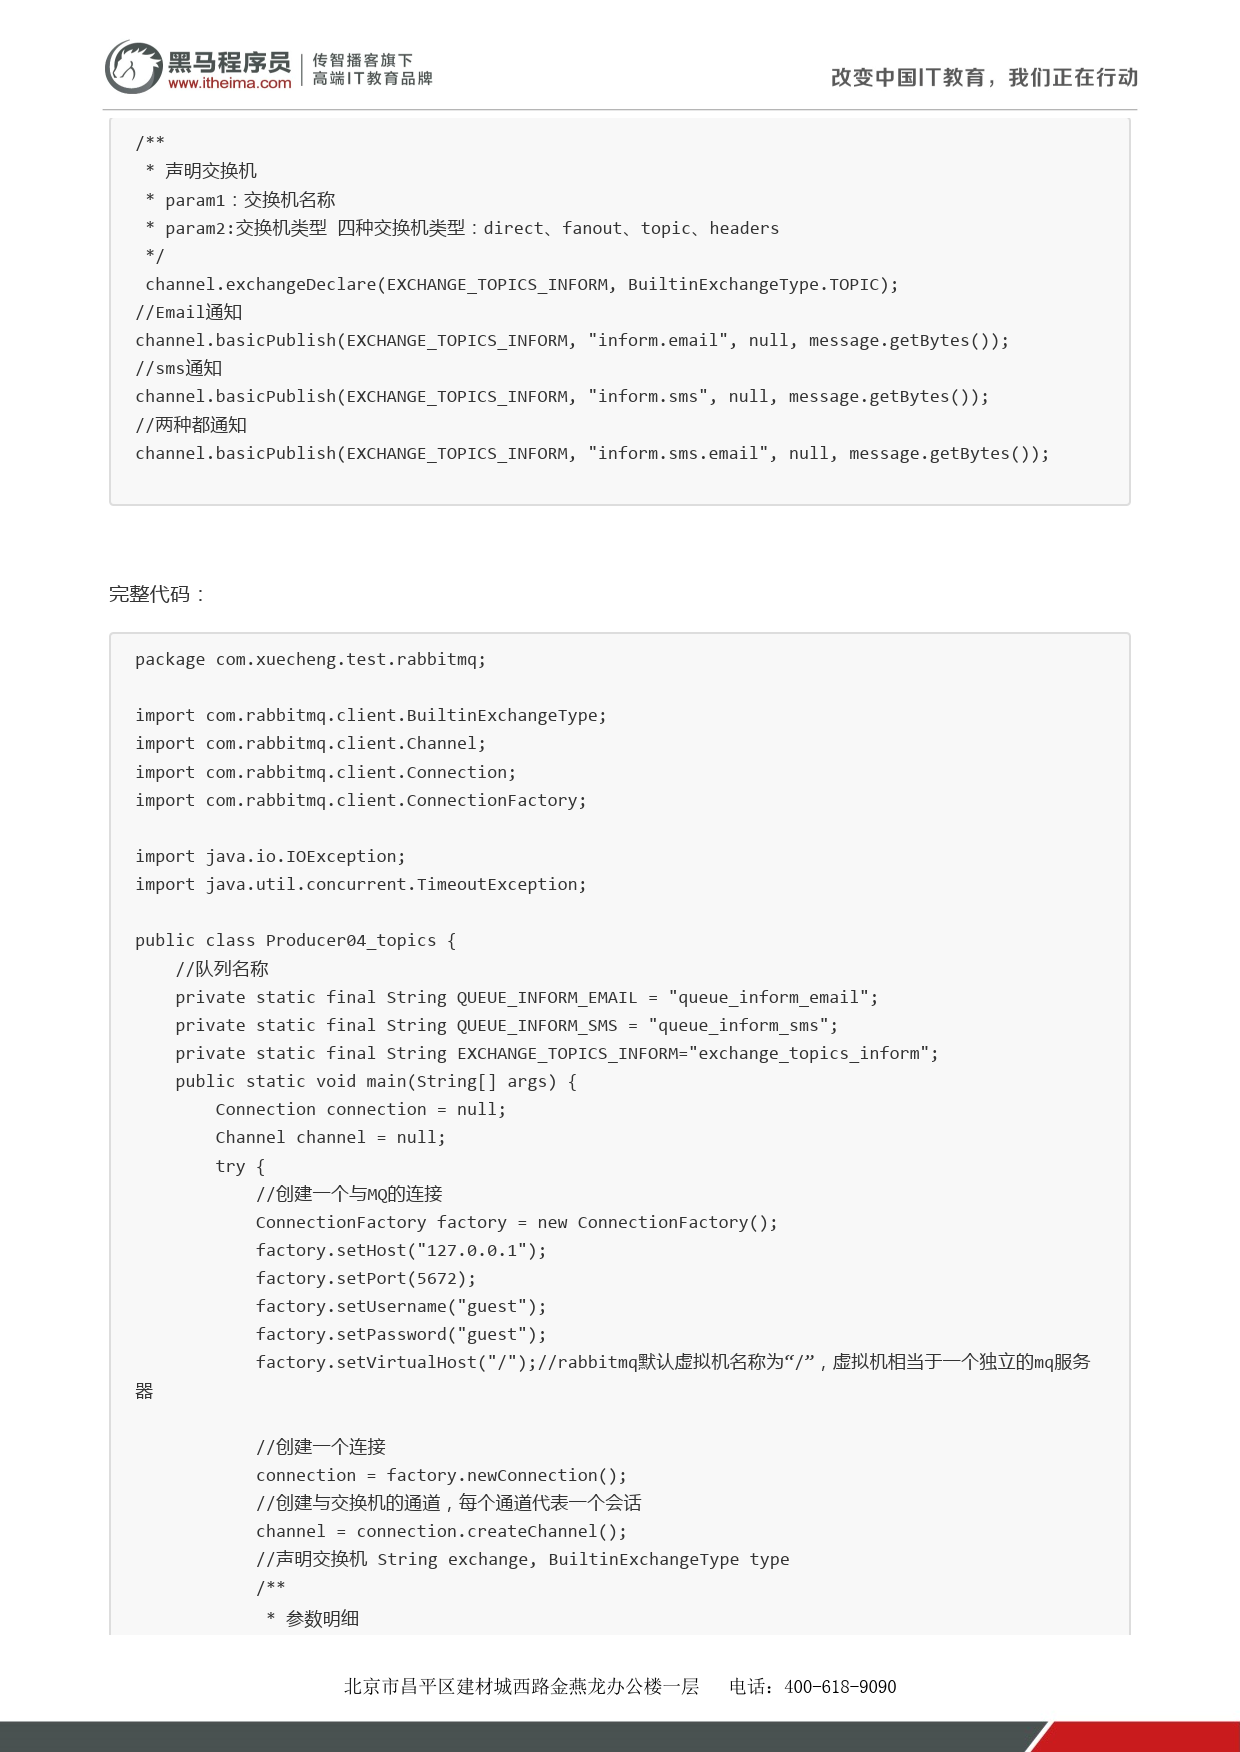 黑马程序员
www.itheima.com
传智播客旗下
高端IT教育品牌
改变中国IT教育，我们正在行动
/**
 * 声明交换机
 * param1：交换机名称
 * param2:交换机类型 四种交换机类型：direct、fanout、topic、headers
 */
 channel.exchangeDeclare(EXCHANGE_TOPICS_INFORM, BuiltinExchangeType.TOPIC);
//Email通知
channel.basicPublish(EXCHANGE_TOPICS_INFORM, "inform.email", null, message.getBytes());
//sms通知
channel.basicPublish(EXCHANGE_TOPICS_INFORM, "inform.sms", null, message.getBytes());
//两种都通知
channel.basicPublish(EXCHANGE_TOPICS_INFORM, "inform.sms.email", null, message.getBytes());
完整代码：
package com.xuecheng.test.rabbitmq;
import com.rabbitmq.client.BuiltinExchangeType;
import com.rabbitmq.client.Channel;
import com.rabbitmq.client.Connection;
import com.rabbitmq.client.ConnectionFactory;
import java.io.IOException;
import java.util.concurrent.TimeoutException;
public class Producer04_topics {
    //队列名称
    private static final String QUEUE_INFORM_EMAIL = "queue_inform_email";
    private static final String QUEUE_INFORM_SMS = "queue_inform_sms";
    private static final String EXCHANGE_TOPICS_INFORM="exchange_topics_inform";
    public static void main(String[] args) {
        Connection connection = null;
        Channel channel = null;
        try {
            //创建一个与MQ的连接
            ConnectionFactory factory = new ConnectionFactory();
            factory.setHost("127.0.0.1");
            factory.setPort(5672);
            factory.setUsername("guest");
            factory.setPassword("guest");
            factory.setVirtualHost("/");//rabbitmq默认虚拟机名称为“/”，虚拟机相当于一个独立的mq服务
器
            //创建一个连接
            connection = factory.newConnection();
            //创建与交换机的通道，每个通道代表一个会话
            channel = connection.createChannel();
            //声明交换机 String exchange, BuiltinExchangeType type
            /**
             * 参数明细
北京市昌平区建材城西路金燕龙办公楼一层 电话：400-618-9090